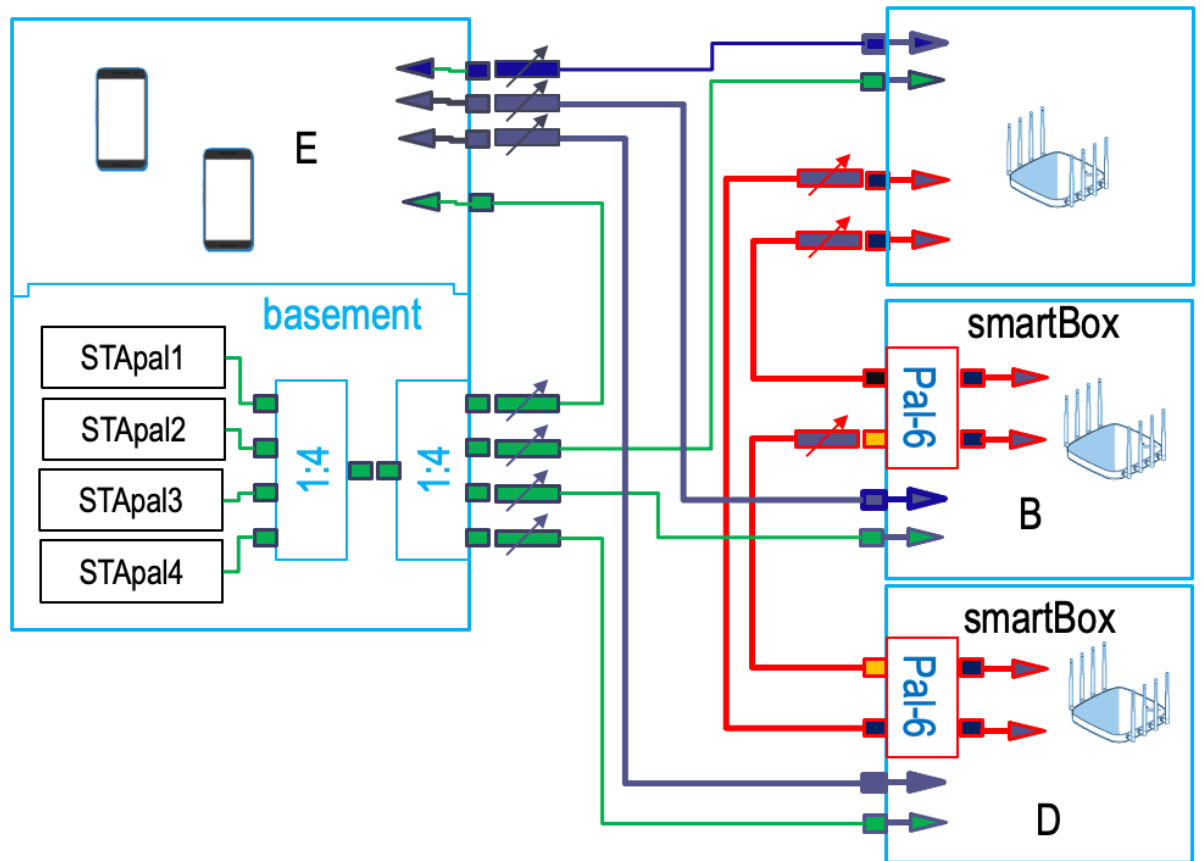 E
basement
STApal1
STApal2
STApal3
STApal4
1:4
1:4
smartBox
Pal-6
B
smartBox
Pal-6
D